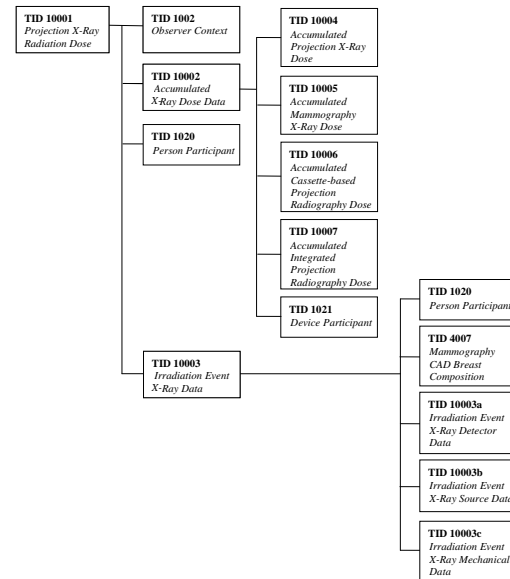 TID 10001
Projection X-Ray
Radiation Dose
TID 1002
Observer Context
TID 10002
Accumulated
X-Ray Dose Data
TID 1020
Person Participant
TID 10003
Irradiation Event
X-Ray Data
TID 10004
Accumulated
Projection X-Ray
Dose
TID 10005
Accumulated
Mammography
X-Ray Dose
TID 10006
Accumulated
Cassette-based
Projection
Radiography Dose
TID 10007
Accumulated
Integrated
Projection
Radiography Dose
TID 1021
Device Participant
TID 1020
Person Participant
TID 4007
Mammography
CAD Breast
Composition
TID 10003a
Irradiation Event
X-Ray Detector
Data
TID 10003b
Irradiation Event
X-Ray Source Data
TID 10003c
Irradiation Event
X-Ray Mechanical
Data